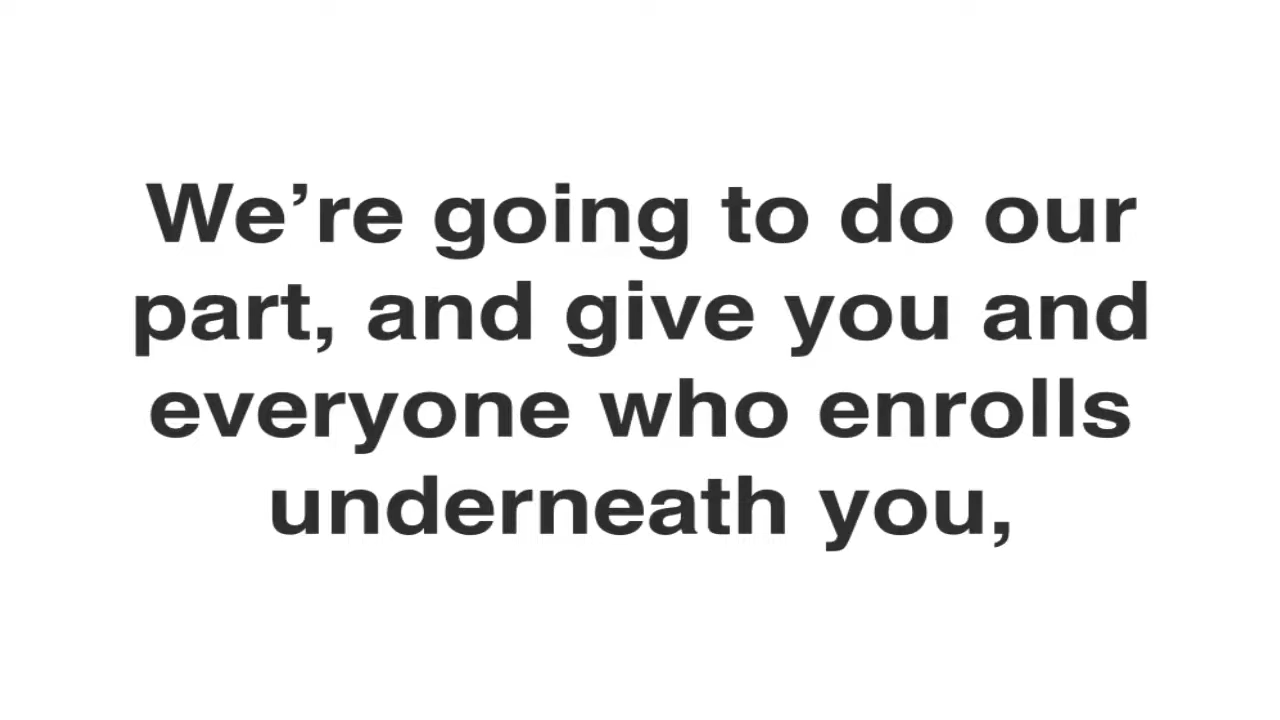 We’re going to do our
part, and give you and
everyone who enrolls
underneath you,